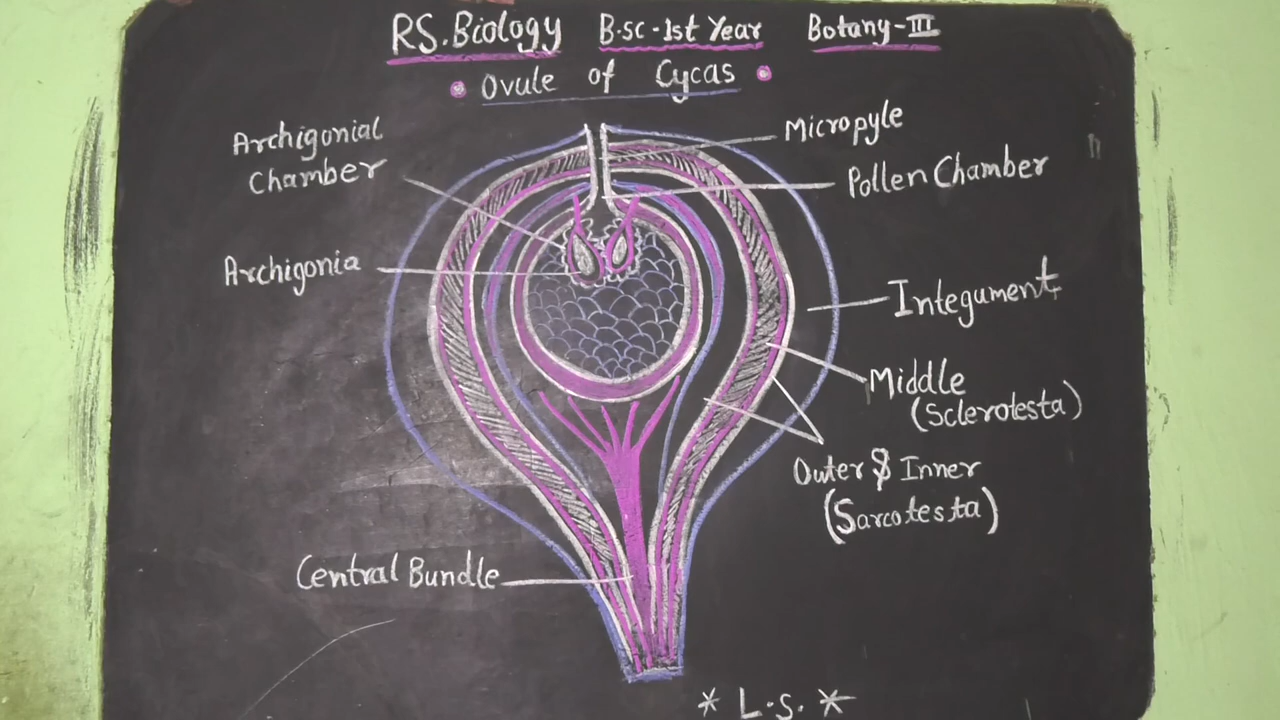 RS.Biology B.sc-1st Year Botany-III
Ovule of Cycas
Archigonial
Chamber
Archigonia
Micropyle
Pollen Chamber
Integument
Middle
(Sclerotesta)
Outer & Inner
(Sarcotesta)
Central Bundle
* L.S. *